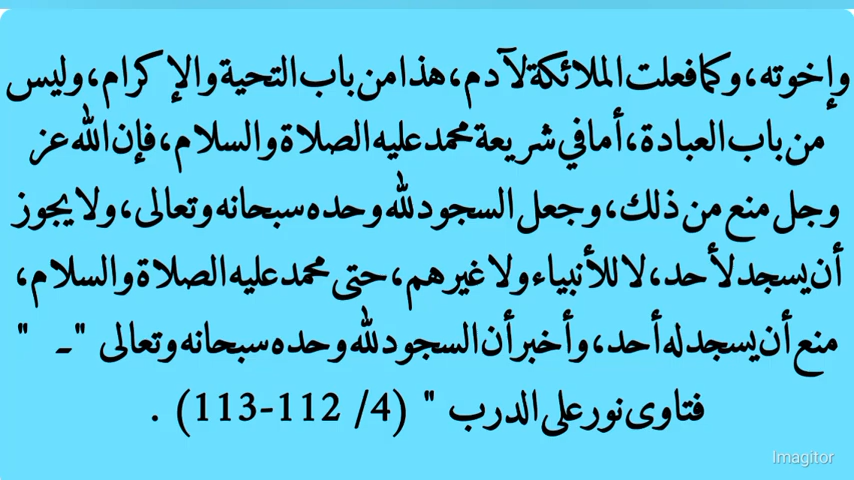 وإخوته، وكما فعلت الملائكة لآدم، هذا من باب التحية والإكرام، وليس
من باب العبادة، أما في شريعة محمد عليه الصلاة والسلام، فإن الله عز
وجل منع من ذلك، وجعل السجود لله وحده سبحانه وتعالى، ولا يجوز
أن يسجد لأحد، لا للأنبياء ولا غيرهم، حتى محمد عليه الصلاة والسلام،
منع أن يسجد له أحد، وأخبر أن السجود لله وحده سبحانه وتعالى "۔ "
فتاوى نور على الدرب " (4/ 112-113) .
Imagitor